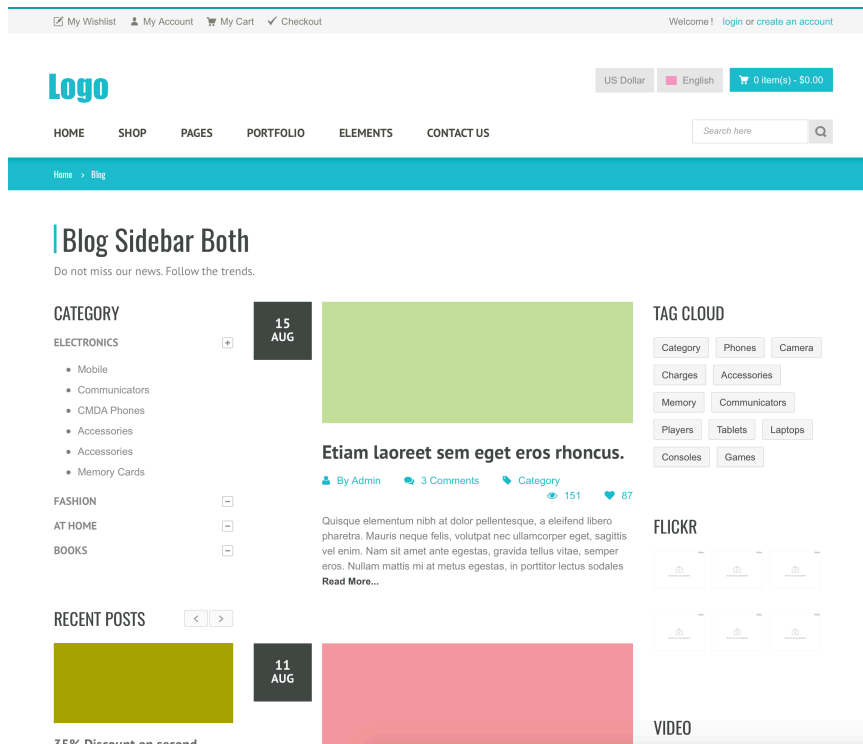 My Wishlist My Account My Cart Checkout Welcome ! login or create an account
Logo
US Dollar English 0 item(s) - $0.00
HOME SHOP PAGES PORTFOLIO ELEMENTS CONTACT US Search here
Home > Blog
Blog Sidebar Both
Do not miss our news. Follow the trends.
CATEGORY
ELECTRONICS
Mobile
Communicators
CMDA Phones
Accessories
Accessories
Memory Cards
FASHION
AT HOME
BOOKS
RECENT POSTS
35% Discount on second
15
AUG
Etiam laoreet sem eget eros rhoncus.
By Admin 3 Comments Category
151 87
Quisque elementum nibh at dolor pellentesque, a eleifend libero
pharetra. Mauris neque felis, volutpat nec ullamcorper eget, sagittis
vel enim. Nam sit amet ante egestas, gravida tellus vitae, semper
eros. Nullam mattis mi at metus egestas, in porttitor lectus sodales
Read More...
11
AUG
TAG CLOUD
Category Phones Camera
Charges Accessories
Memory Communicators
Players Tablets Laptops
Consoles Games
FLICKR
VIDEO